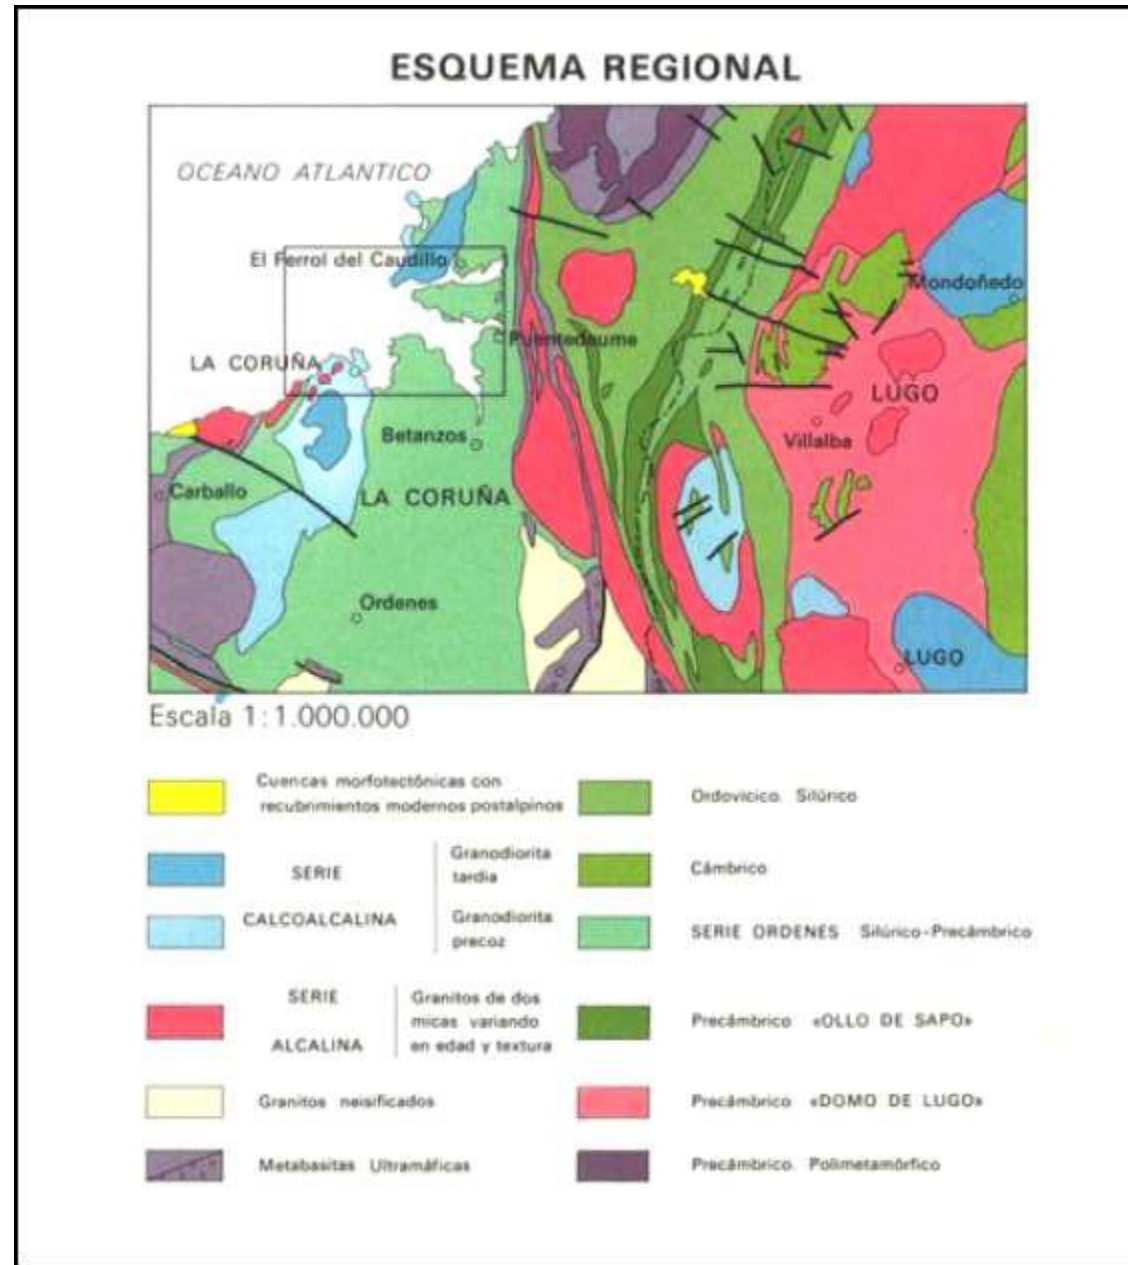 ESQUEMA REGIONAL
OCEANO ATLANTICO
El Ferrol del Caudillo
Mondoñedo
Puentedeume
LA CORUÑA
LUGO
Villalba
Betanzos
Carballo
LA CORUÑA
Ordenes
LUGO
Escala 1:1.000.000
Cuencas morfotectónicas con
recubrimientos modernos postalpinos
SERIE
CALCOALCALINA
Granodiorita
tardia
Granodiorita
precoz
SERIE
ALCALINA
Granitos de dos
micas variando
en edad y textura
Granitos neisificados
Metabasitas Ultramáficas
Ordovicico. Silúrico
Cámbrico
SERIE ORDENES Silúrico-Precámbrico
Precámbrico «OLLO DE SAPO»
Precámbrico «DOMO DE LUGO»
Precámbrico. Polimetamórfico